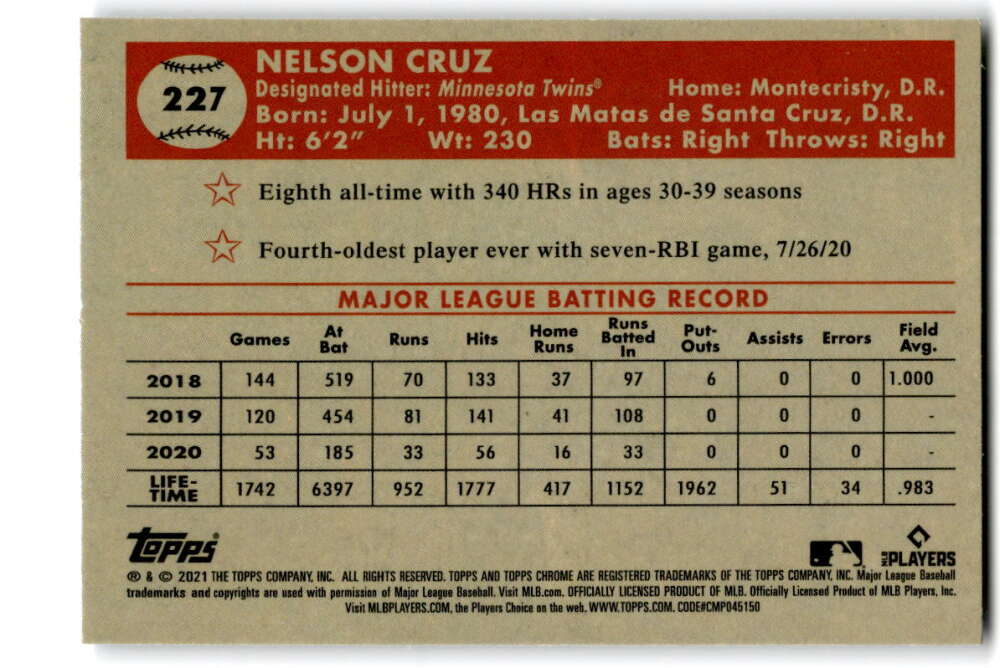 227
NELSON CRUZ
Designated Hitter: Minnesota Twins® Home: Montecristy, D.R.
Born: July 1, 1980, Las Matas de Santa Cruz, D.R.
Ht: 6'2" Wt: 230 Bats: Right Throws: Right
Eighth all-time with 340 HRs in ages 30-39 seasons
Fourth-oldest player ever with seven-RBI game, 7/26/20
MAJOR LEAGUE BATTING RECORD
Games At Bat Runs Hits Home Runs Runs Batted In Put-Outs Assists Errors Field Avg.
2018 144 519 70 133 37 97 6 0 0 1.000
2019 120 454 81 141 41 108 0 0 0 -
2020 53 185 33 56 16 33 0 0 0 -
LIFE-TIME 1742 6397 952 1777 417 1152 1962 51 34 .983
Topps MLB PLAYERS
® & © 2021 THE TOPPS COMPANY, INC. ALL RIGHTS RESERVED. TOPPS AND TOPPS CHROME ARE REGISTERED TRADEMARKS OF THE TOPPS COMPANY, INC. Major League Baseball
trademarks and copyrights are used with permission of Major League Baseball. Visit MLB.com. OFFICIALLY LICENSED PRODUCT OF MLB. Officially Licensed Product of MLB Players, Inc.
Visit MLBPLAYERS.COM, the Players Choice on the web. WWW.TOPPS.COM. CODE#CMP045150